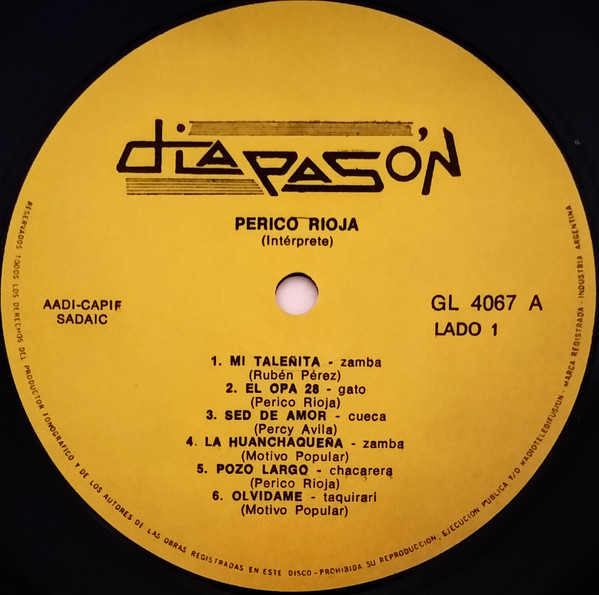 diapasón
PERICO RIOJA
(Intérprete)
AADI-CAPIF
SADAIC
GL 4067 A
LADO 1
1. MI TALEÑITA - zamba
(Rubén Pérez)
2. EL OPA 28 - gato
(Perico Rioja)
3. SED DE AMOR - cueca
(Percy Avila)
4. LA HUANCHAQUEÑA - zamba
(Motivo Popular)
5. POZO LARGO - chacarera
(Perico Rioja)
6. OLVIDAME - taquirari
(Motivo Popular)
RESERVADOS TODOS LOS DERECHOS DEL PRODUCTOR FONOGRAFICO Y DE LOS AUTORES DE LAS OBRAS REGISTRADAS EN ESTE DISCO - PROHIBIDA SU REPRODUCCION, EJECUCION PUBLICA Y/O RADIOTELEDIFUSION - MARCA REGISTRADA - INDUSTRIA ARGENTINA